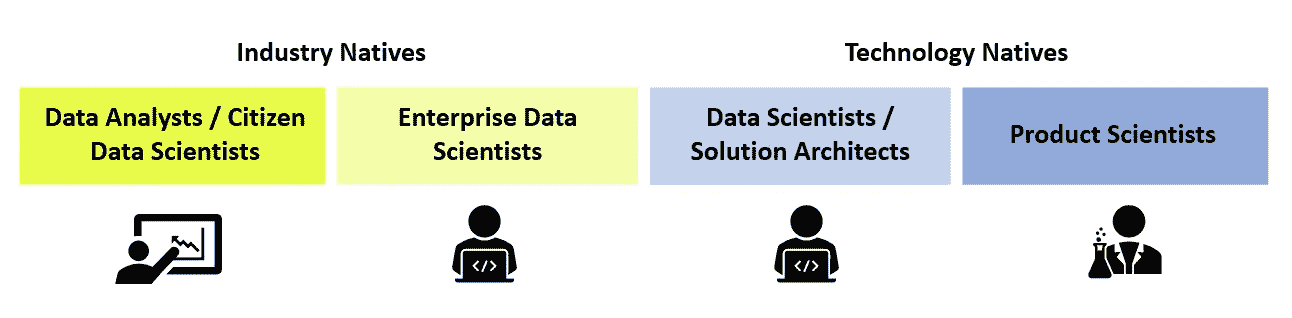 Industry Natives
Technology Natives
Data Analysts / Citizen
Data Scientists
Enterprise Data
Scientists
Data Scientists /
Solution Architects
Product Scientists
</>
</>